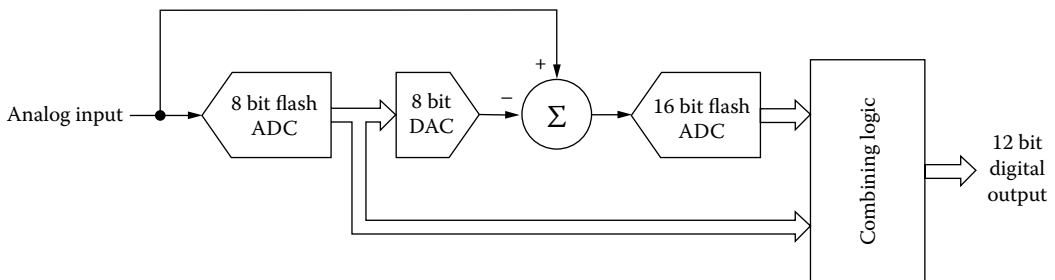 Analog input
8 bit flash
ADC
8 bit
DAC
+
−
Σ
16 bit flash
ADC
Combining logic
12 bit
digital
output